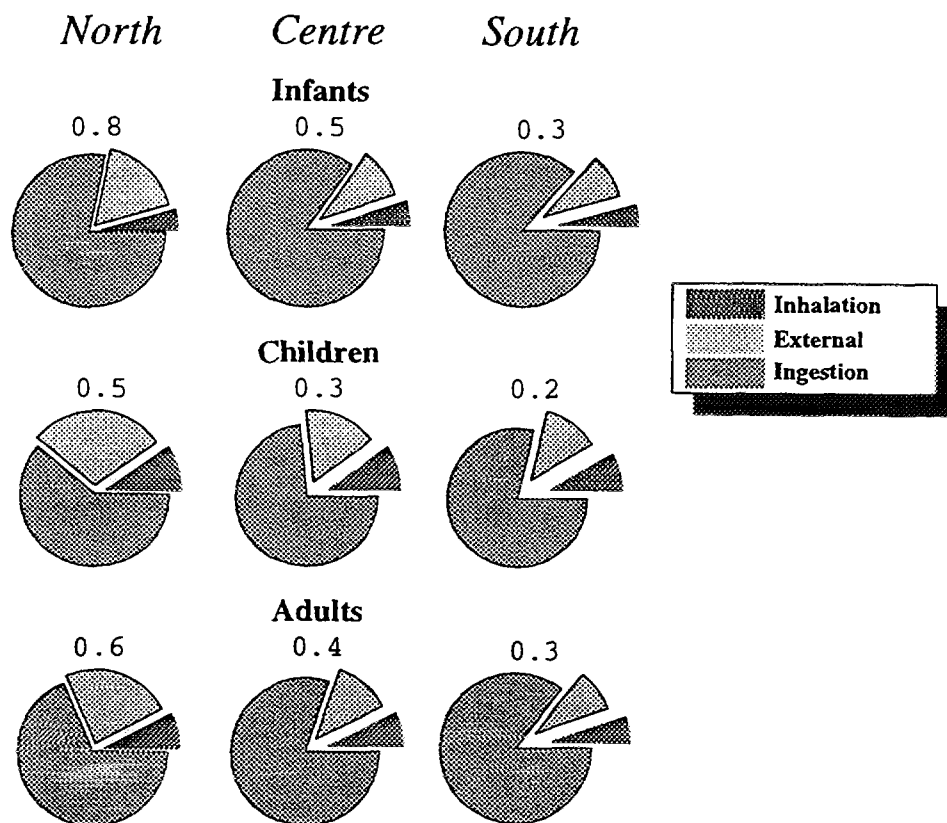 North Centre South
Infants
0.8 0.5 0.3
Inhalation
External
Ingestion
Children
0.5 0.3 0.2
Adults
0.6 0.4 0.3